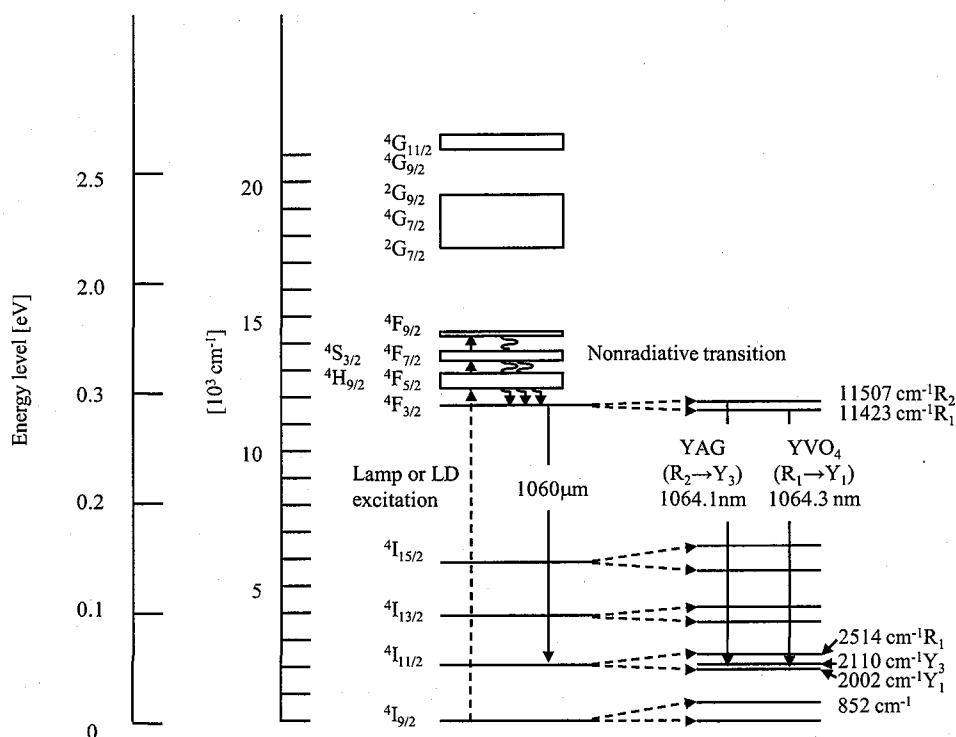 Energy level [eV]
2.5
2.0
0.3
0.2
0.1
0
[10³ cm⁻¹]
20
15
10
5
⁴G₁₁/₂
⁴G₉/₂
²G₉/₂
⁴G₇/₂
²G₇/₂
⁴F₉/₂
⁴S₃/₂ ⁴F₇/₂
⁴H₉/₂ ⁴F₅/₂
⁴F₃/₂
Nonradiative transition
Lamp or LD
excitation
1060μm
⁴I₁₅/₂
⁴I₁₃/₂
⁴I₁₁/₂
⁴I₉/₂
11507 cm⁻¹R₂
11423 cm⁻¹R₁
YAG
(R₂→Y₃)
1064.1nm
YVO₄
(R₁→Y₁)
1064.3 nm
2514 cm⁻¹R₁
2110 cm⁻¹Y₃
2002 cm⁻¹Y₁
852 cm⁻¹